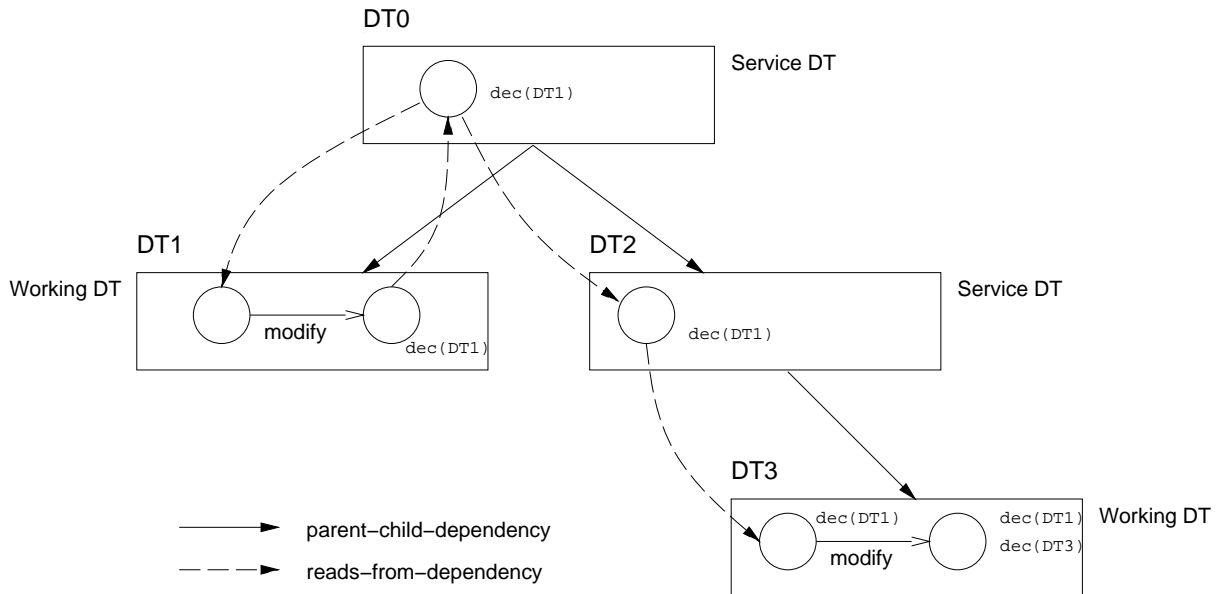 DT0
Service DT
dec(DT1)
DT1
DT2
Working DT
Service DT
modify
dec(DT1)
dec(DT1)
DT3
dec(DT1)
dec(DT1)
Working DT
modify
dec(DT3)
parent-child-dependency
reads-from-dependency